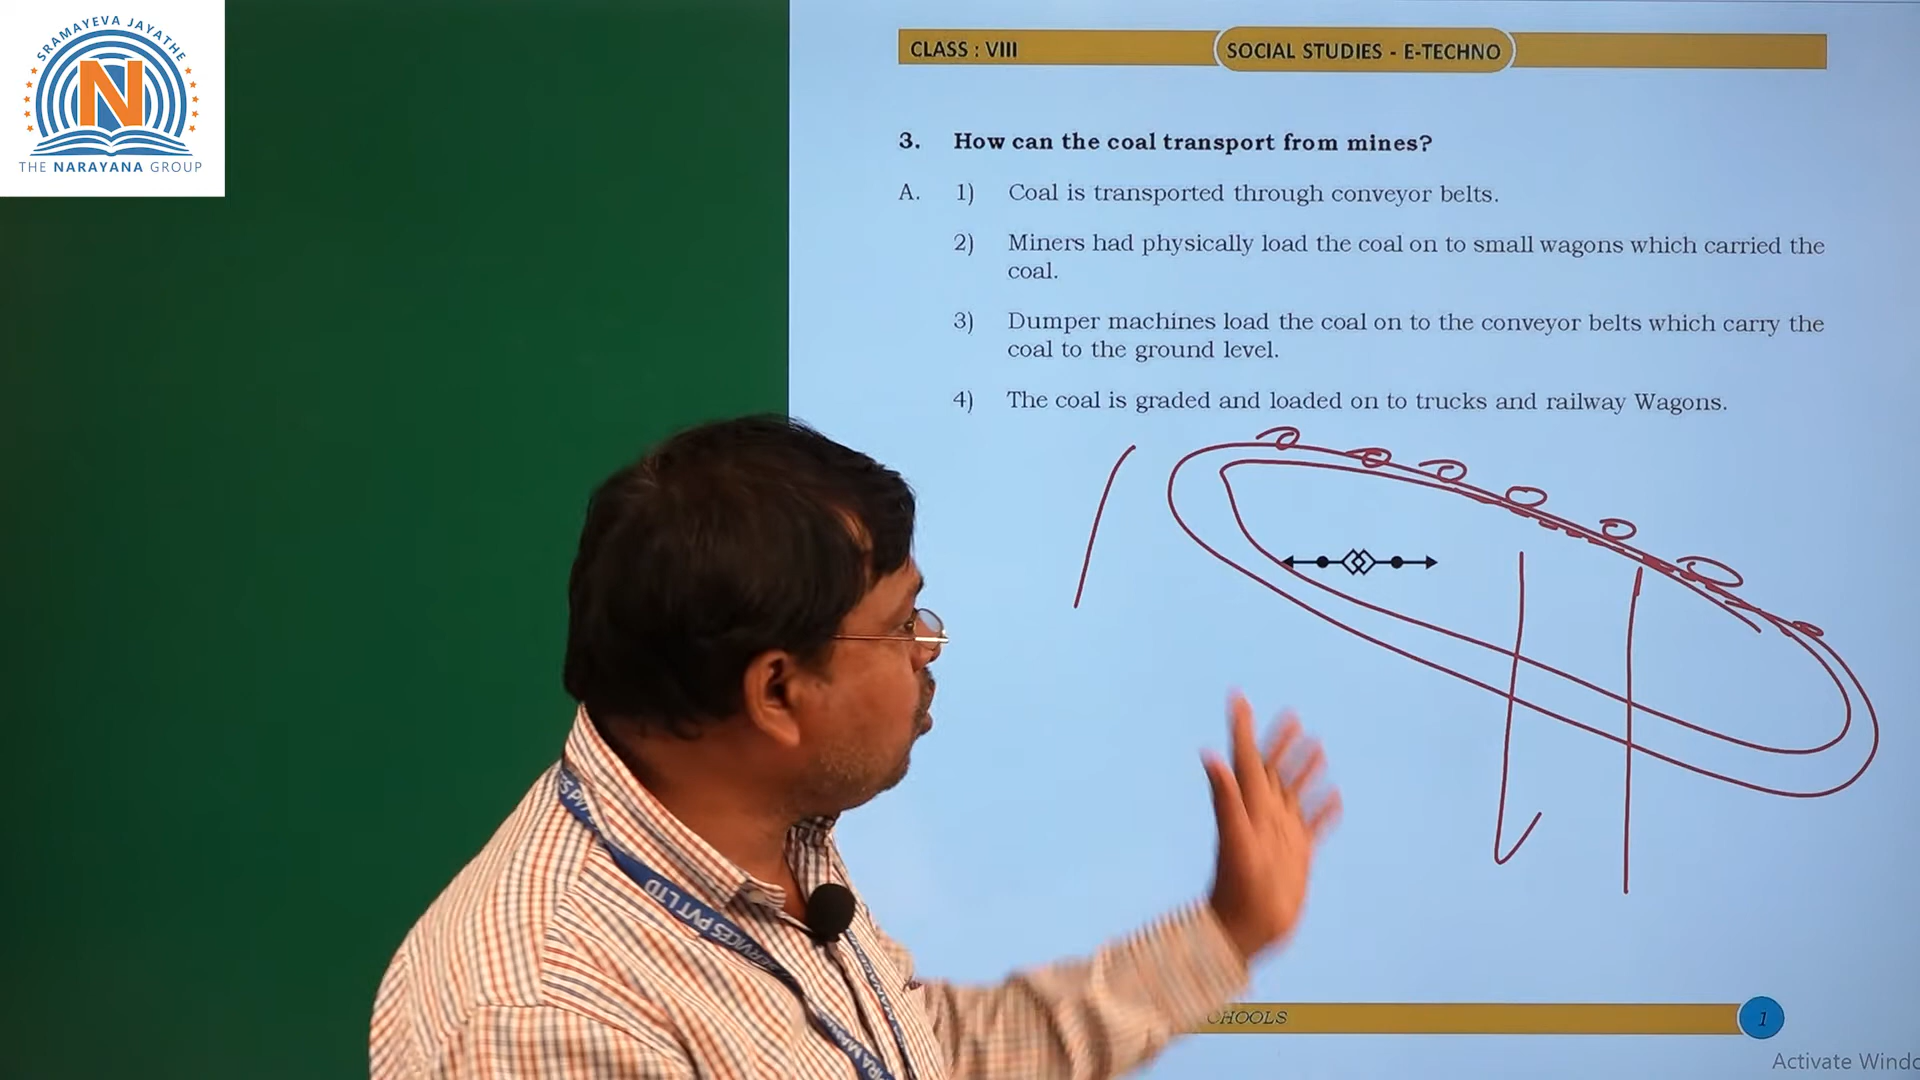 SRAMAYEVA JAYATHE
N
THE NARAYANA GROUP
CLASS : VIII
SOCIAL STUDIES - E-TECHNO
3. How can the coal transport from mines?
A. 1) Coal is transported through conveyor belts.
2) Miners had physically load the coal on to small wagons which carried the
coal.
3) Dumper machines load the coal on to the conveyor belts which carry the
coal to the ground level.
4) The coal is graded and loaded on to trucks and railway Wagons.
1
Activate